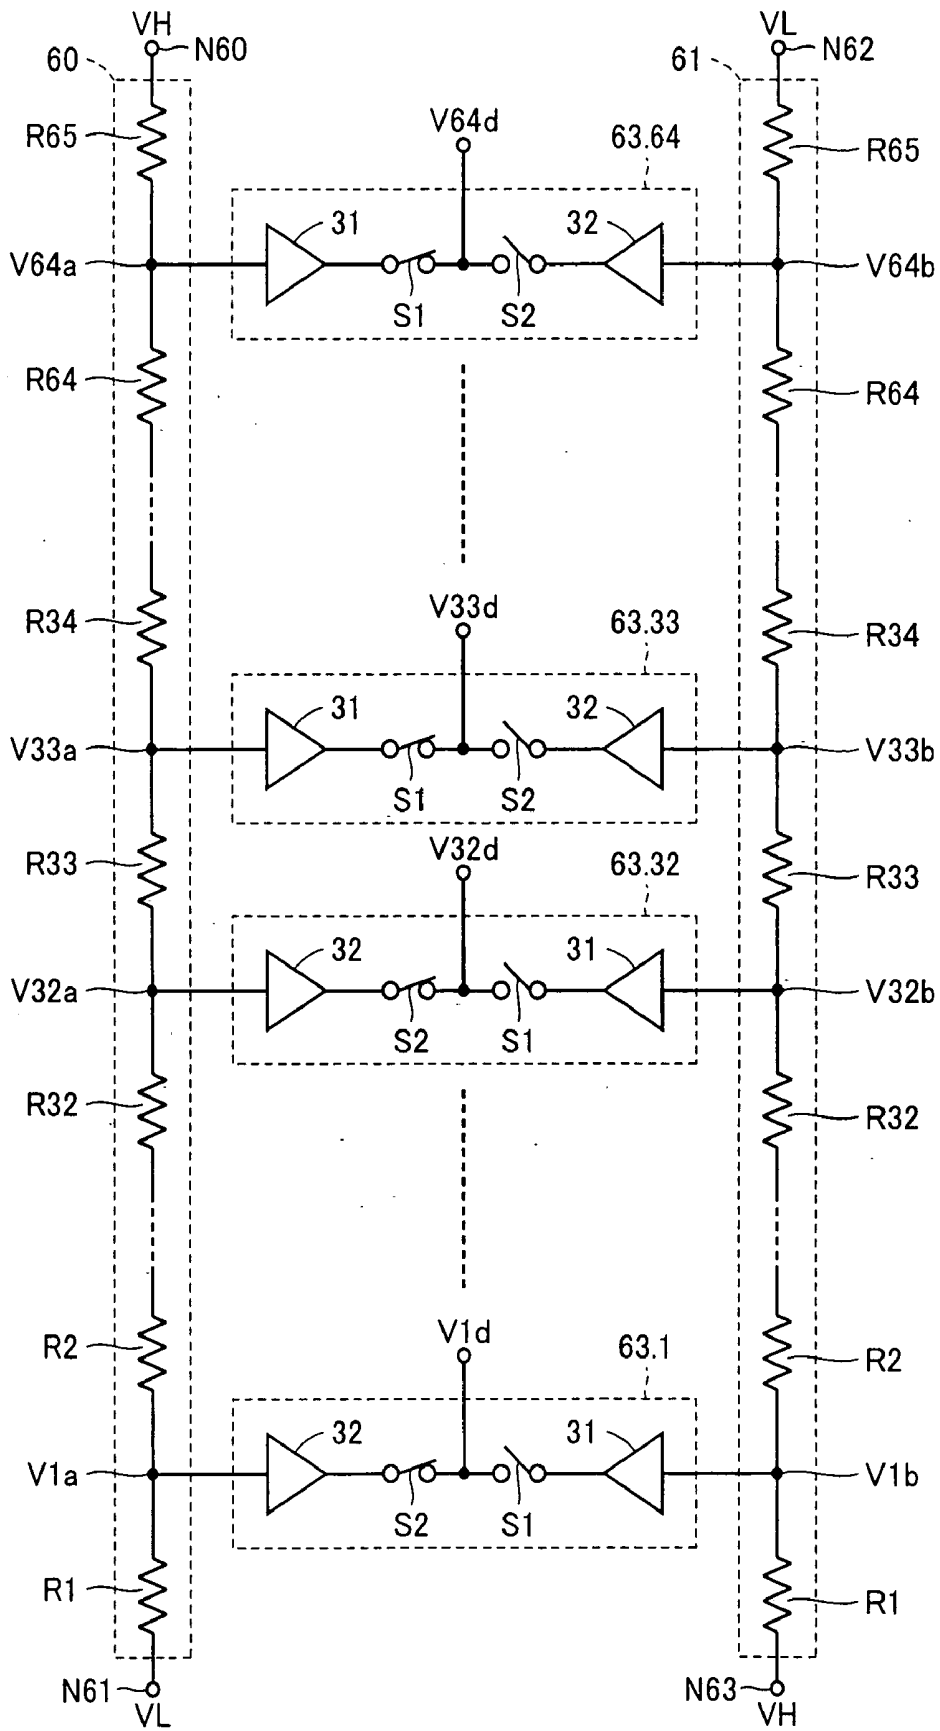 VH
VL
N60
N62
60
61
R65
V64d
63.64
R65
31
32
V64a
V64b
S1
S2
R64
R64
V33d
63.33
R34
R34
31
32
V33a
V33b
S1
S2
V32d
63.32
R33
R33
32
31
V32a
V32b
S2
S1
R32
R32
V1d
63.1
R2
R2
32
31
V1a
V1b
S2
S1
R1
R1
N61
N63
VL
VH